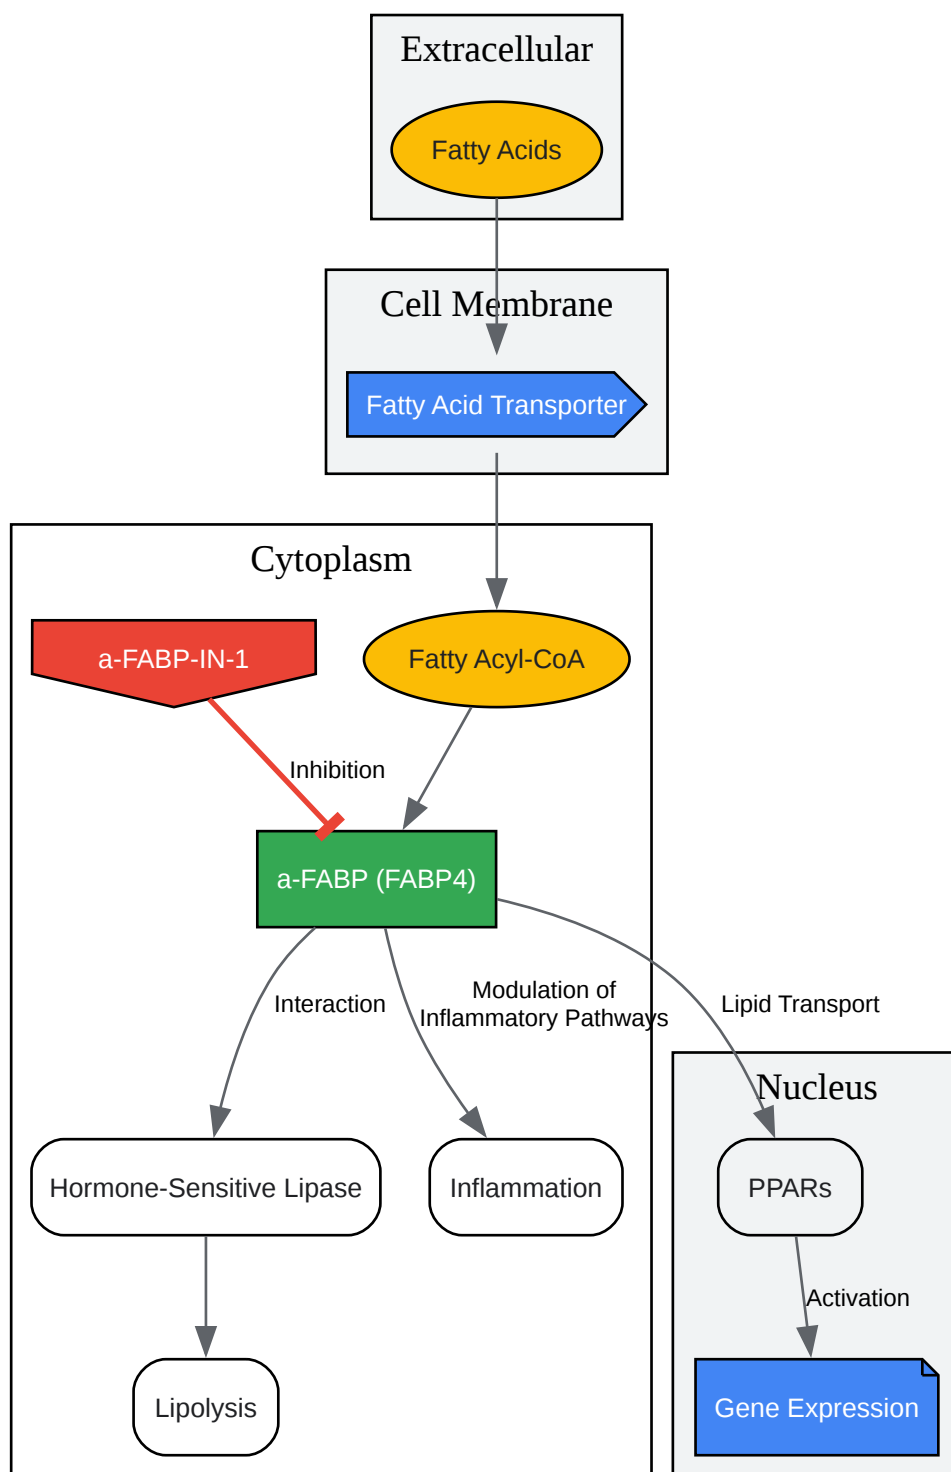 Extracellular
Fatty Acids
Cell Membrane
Fatty Acid Transporter
Cytoplasm
a-FABP-IN-1
Fatty Acyl-CoA
Inhibition
a-FABP (FABP4)
Interaction
Modulation of
Inflammatory Pathways
Lipid Transport
Nucleus
Hormone-Sensitive Lipase
Inflammation
PPARs
Activation
Lipolysis
Gene Expression